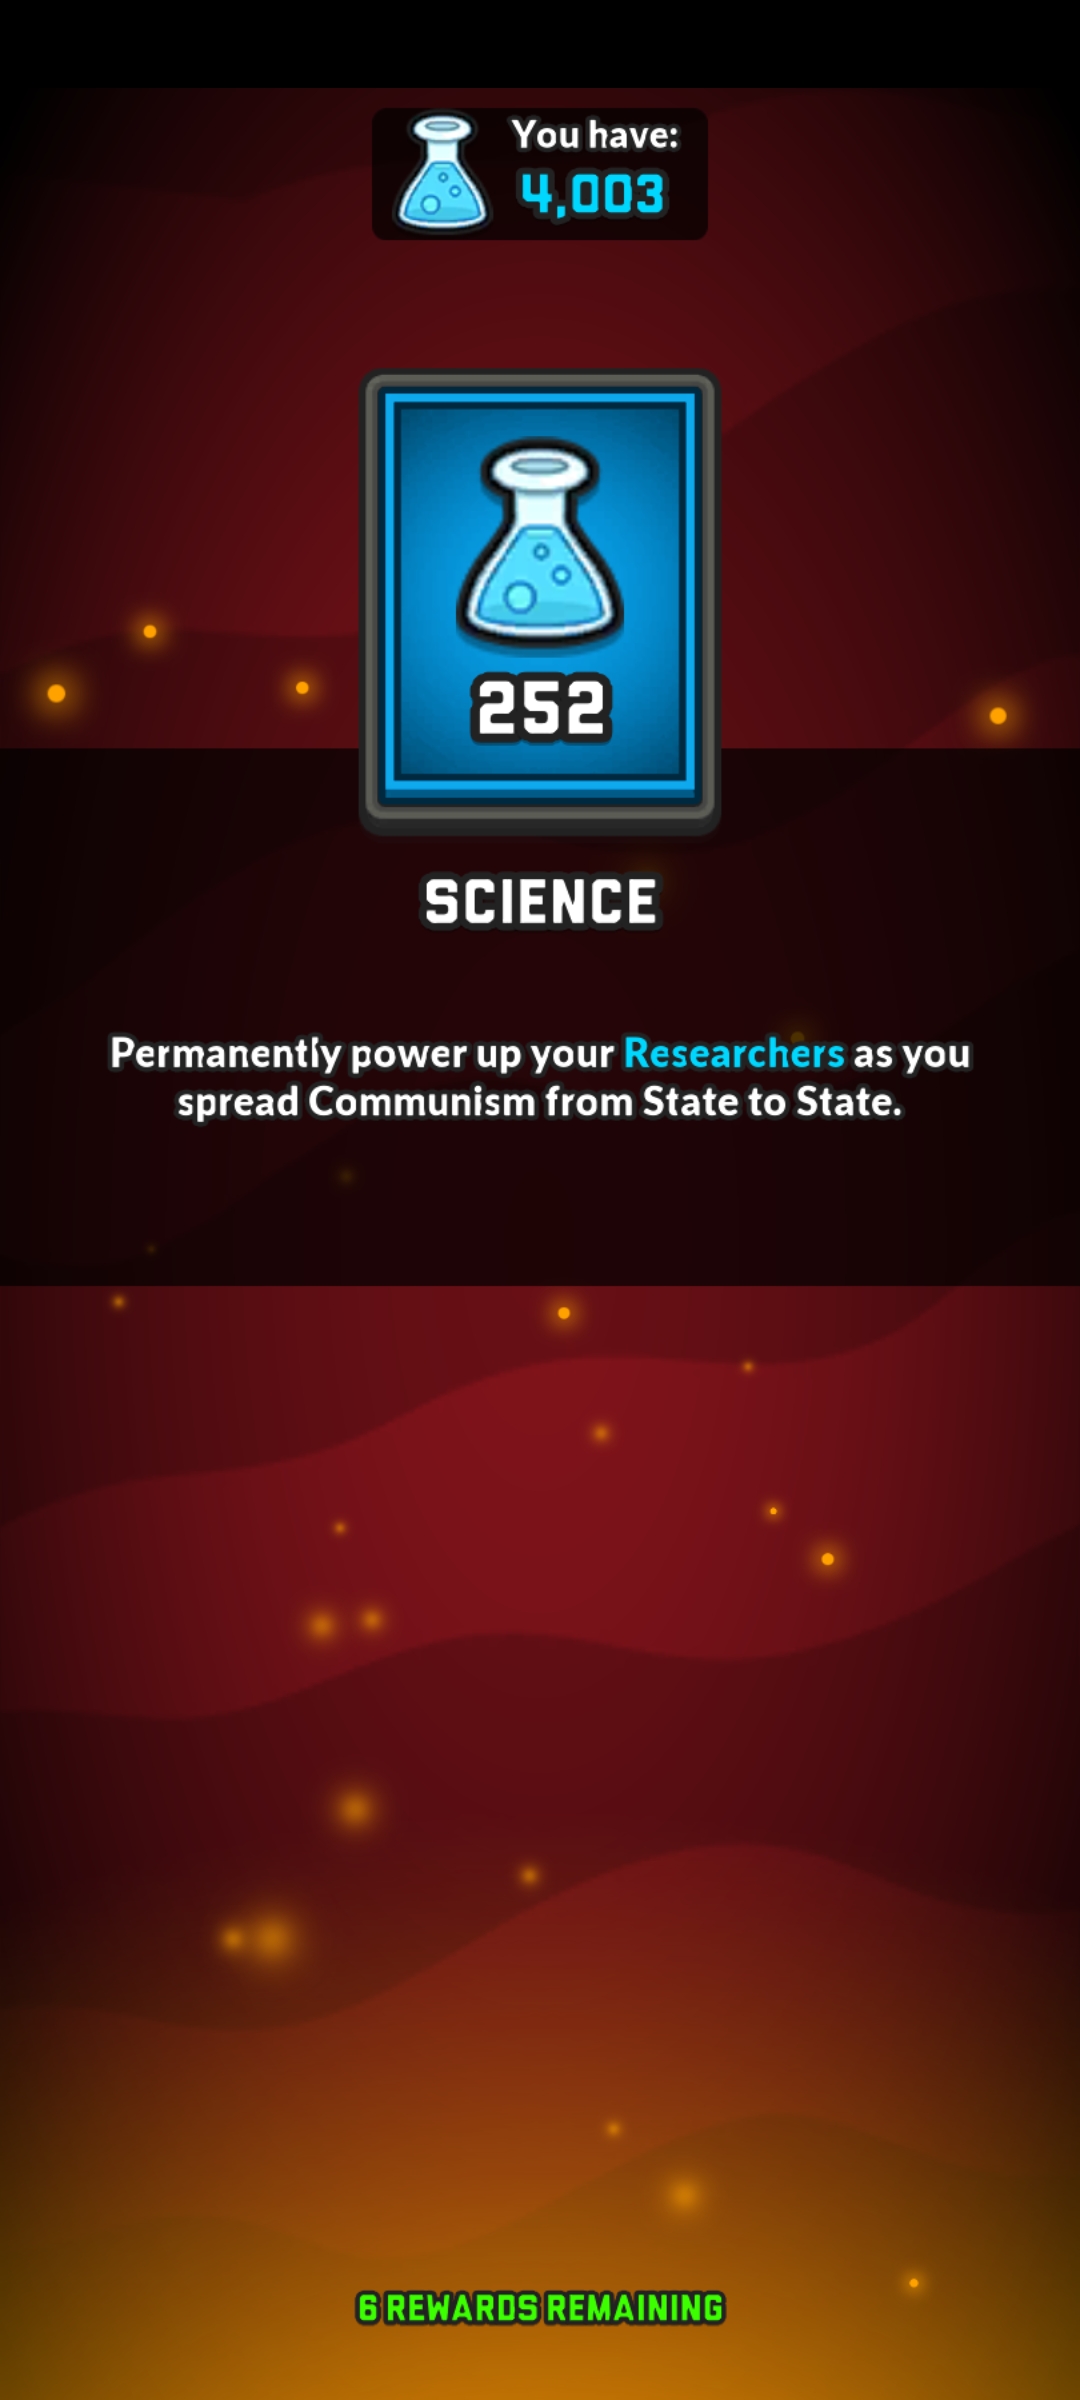 You have:
4,003
252
SCIENCE
Permanently power up your Researchers as you
spread Communism from State to State.
6 REWARDS REMAINING